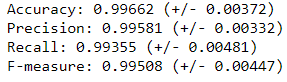 Accuracy: 0.99662 (+/- 0.00372)
Precision: 0.99581 (+/- 0.00332)
Recall: 0.99355 (+/- 0.00481)
F-measure: 0.99508 (+/- 0.00447)